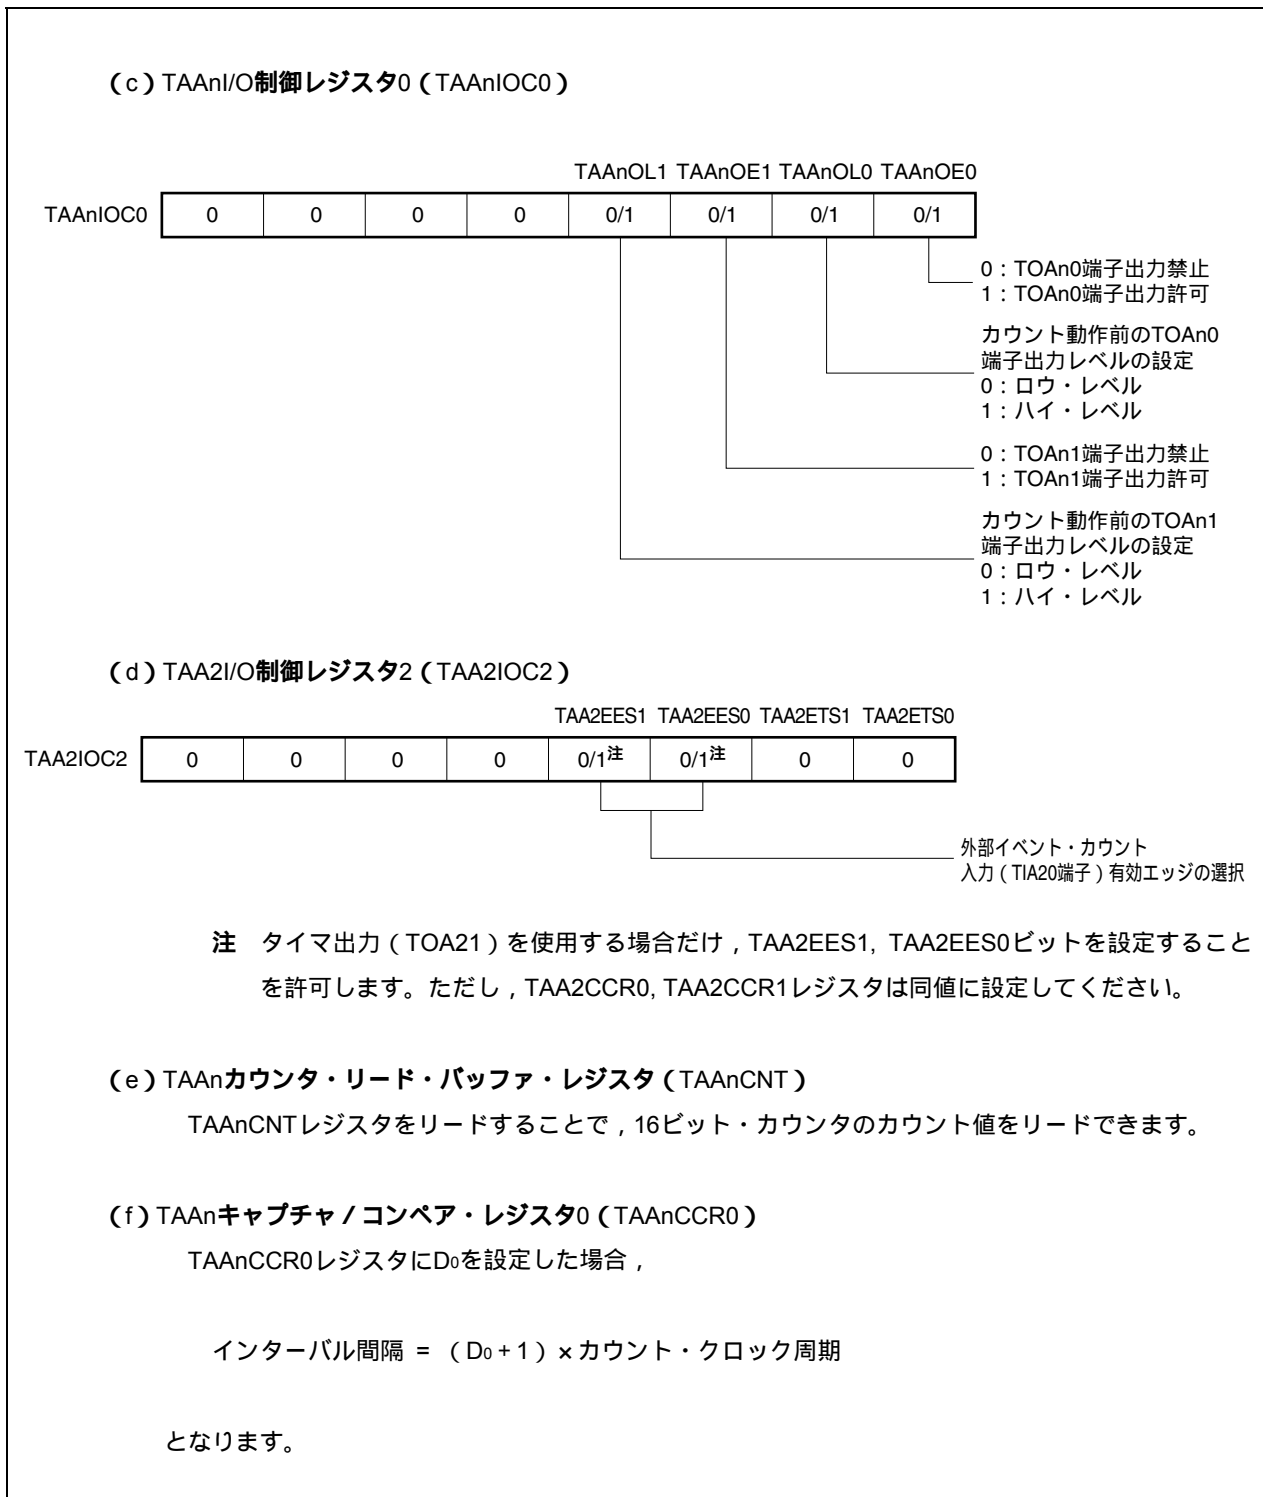 (c)TAAnI/O制御レジスタ0(TAAnIOC0)
TAAnOL1 TAAnOE1 TAAnOL0 TAAnOE0
TAAnIOC0 0 0 0 0 0/1 0/1 0/1 0/1
0:TOAn0端子出力禁止
1:TOAn0端子出力許可
カウント動作前のTOAn0
端子出力レベルの設定
0:ロウ・レベル
1:ハイ・レベル
0:TOAn1端子出力禁止
1:TOAn1端子出力許可
カウント動作前のTOAn1
端子出力レベルの設定
0:ロウ・レベル
1:ハイ・レベル
(d)TAA2I/O制御レジスタ2(TAA2IOC2)
TAA2EES1 TAA2EES0 TAA2ETS1 TAA2ETS0
TAA2IOC2 0 0 0 0 0/1注 0/1注 0 0
外部イベント・カウント
入力(TIA20端子)有効エッジの選択
注 タイマ出力(TOA21)を使用する場合だけ,TAA2EES1, TAA2EES0ビットを設定すること
を許可します。ただし,TAA2CCR0, TAA2CCR1レジスタは同値に設定してください。
(e)TAAnカウンタ・リード・バッファ・レジスタ(TAAnCNT)
TAAnCNTレジスタをリードすることで,16ビット・カウンタのカウント値をリードできます。
(f)TAAnキャプチャ/コンペア・レジスタ0(TAAnCCR0)
TAAnCCR0レジスタにD0を設定した場合,
インターバル間隔 = (D0+1)×カウント・クロック周期
となります。